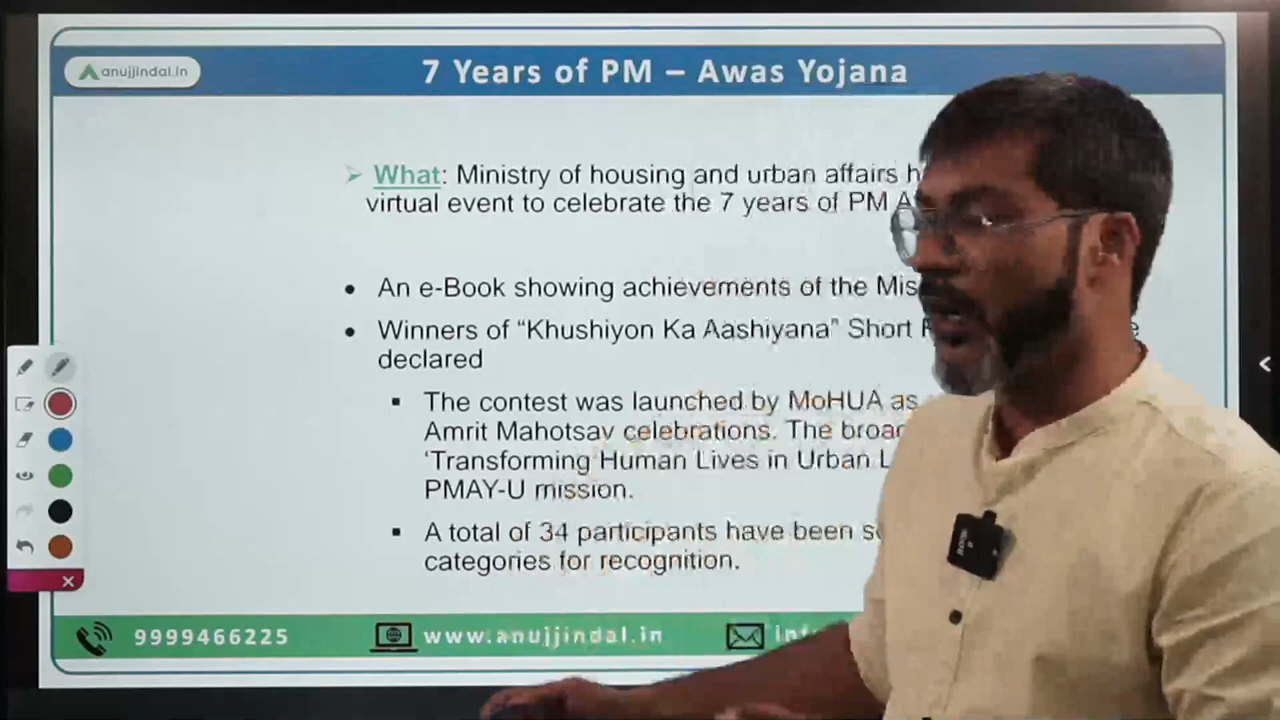 anujjindal.in
7 Years of PM – Awas Yojana
➢ What: Ministry of housing and urban affairs
virtual event to celebrate the 7 years of PM
• An e-Book showing achievements of the
• Winners of “Khushiyon Ka Aashiyana” Short
declared
▪ The contest was launched by MoHUA as
Amrit Mahotsav celebrations. The
‘Transforming Human Lives in Urban
PMAY-U mission.
▪ A total of 34 participants have been
categories for recognition.
9999466225
www.anujjindal.in